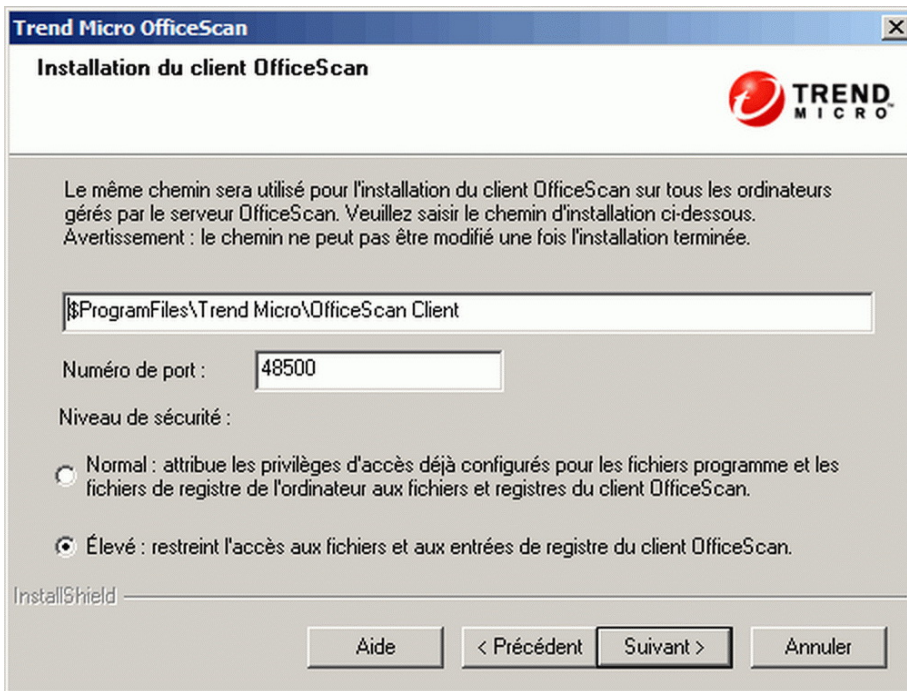 Trend Micro OfficeScan
Installation du client OfficeScan
TREND
MICRO™
Le même chemin sera utilisé pour l'installation du client OfficeScan sur tous les ordinateurs
gérés par le serveur OfficeScan. Veuillez saisir le chemin d'installation ci-dessous.
Avertissement : le chemin ne peut pas être modifié une fois l'installation terminée.
$ProgramFiles\Trend Micro\OfficeScan Client
Numéro de port :
48500
Niveau de sécurité :
Normal : attribue les privilèges d'accès déjà configurés pour les fichiers programme et les
fichiers de registre de l'ordinateur aux fichiers et registres du client OfficeScan.
Élevé : restreint l'accès aux fichiers et aux entrées de registre du client OfficeScan.
InstallShield
Aide
< Précédent
Suivant >
Annuler